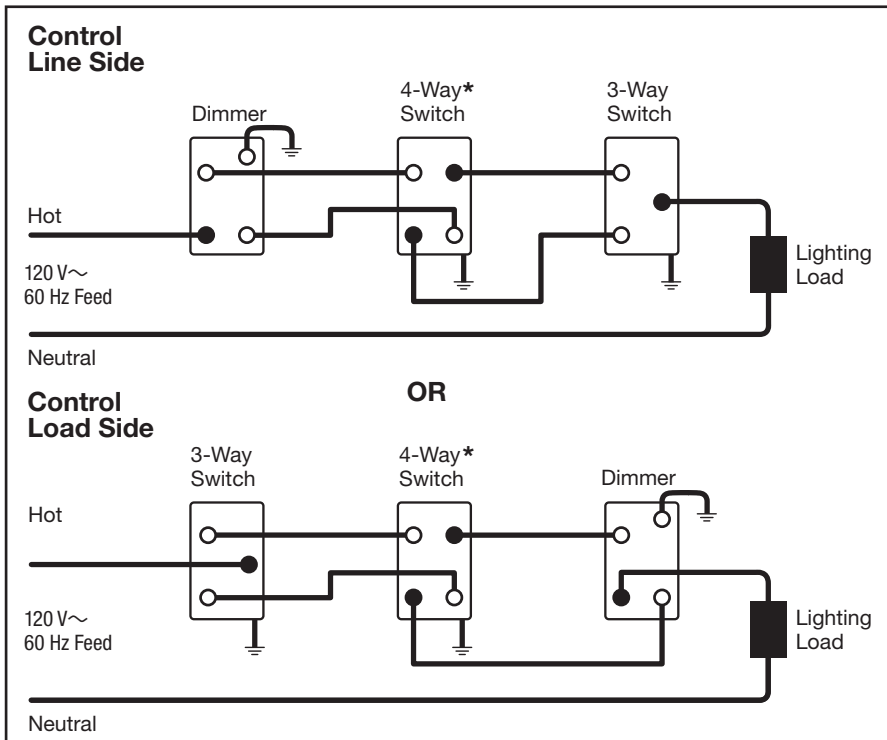 Control
Line Side
Dimmer
4-Way*
Switch
3-Way
Switch
Hot
120 V~
60 Hz Feed
Lighting
Load
Neutral
OR
Control
Load Side
3-Way
Switch
4-Way*
Switch
Dimmer
Hot
120 V~
60 Hz Feed
Lighting
Load
Neutral